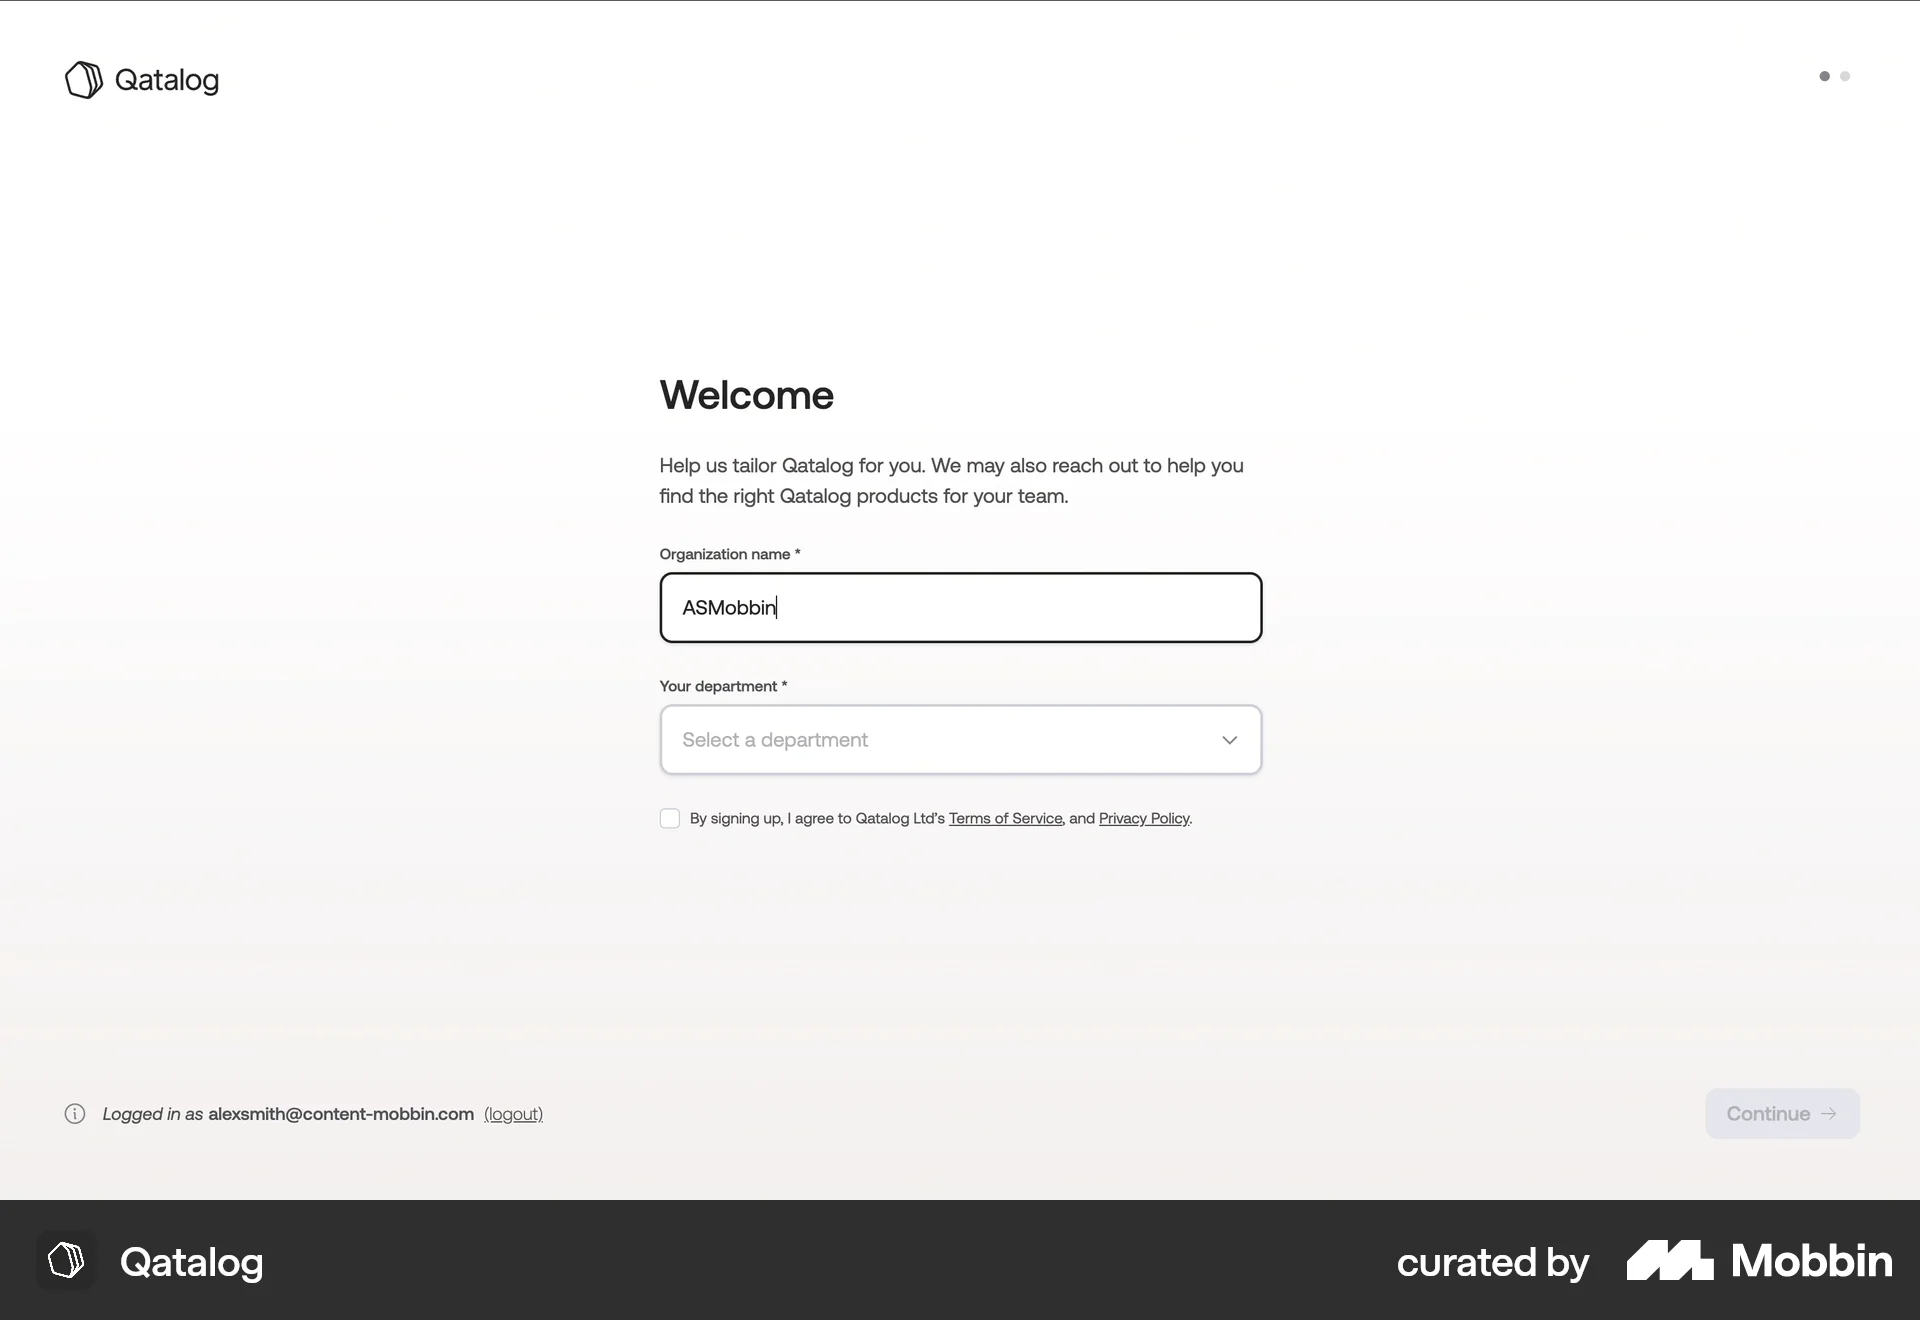 Qatalog
Welcome
Help us tailor Qatalog for you. We may also reach out to help you
find the right Qatalog products for your team.
Organization name *
ASMobbin
Your department *
Select a department
By signing up, I agree to Qatalog Ltd’s Terms of Service, and Privacy Policy.
Logged in as alexsmith@content-mobbin.com (logout)
Continue →
Qatalog
curated by Mobbin